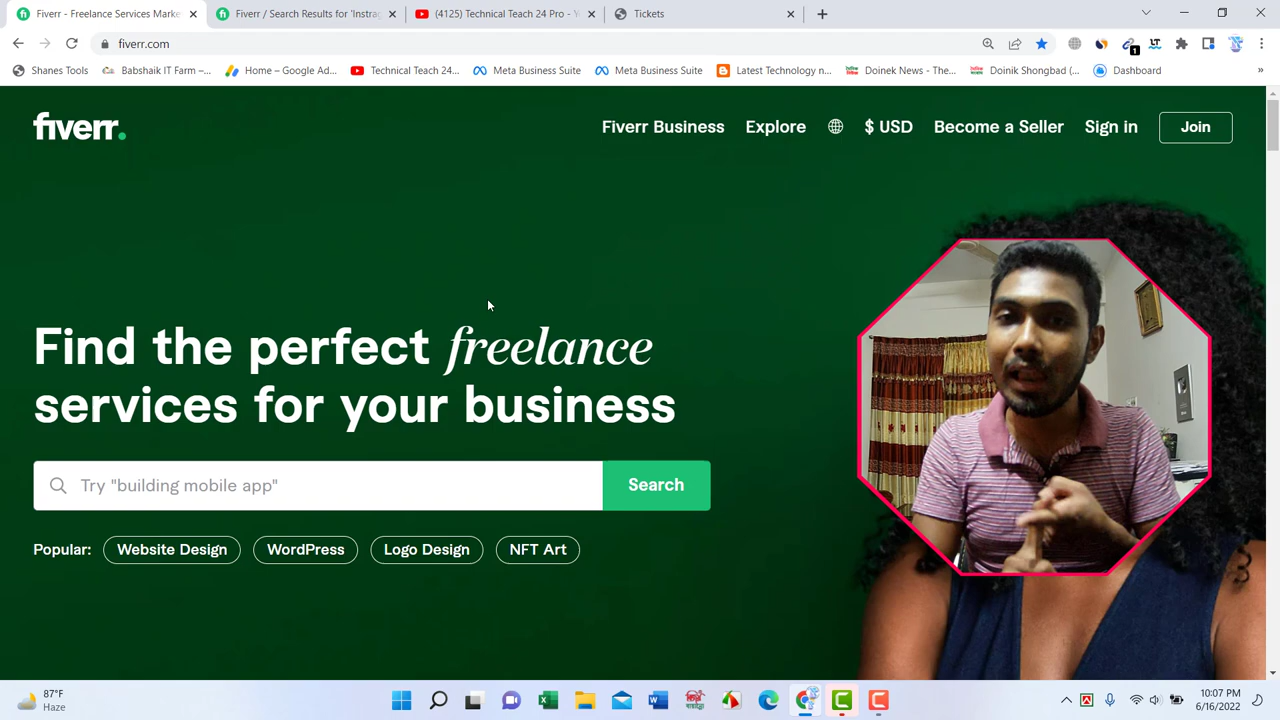 Fiverr - Freelance Services Marke
Fiverr / Search Results for 'Instrag
(4125) Technical Teach 24 Pro - Y
Tickets
fiverr.com
1
LT
Shanes Tools
Babshaik IT Farm –...
Home – Google Ad...
Techincal Teach 24...
Meta Business Suite
Meta Business Suite
Latest Technology n...
Doinek News - The...
Doinik Shongbad (...
Dashboard
»
fiverr.
Fiverr Business
Explore
$ USD
Become a Seller
Sign in
Join
Find the perfect freelance
services for your business
Try "building mobile app"
Search
Popular:
Website Design
WordPress
Logo Design
NFT Art
87°F
Haze
10:07 PM
6/16/2022